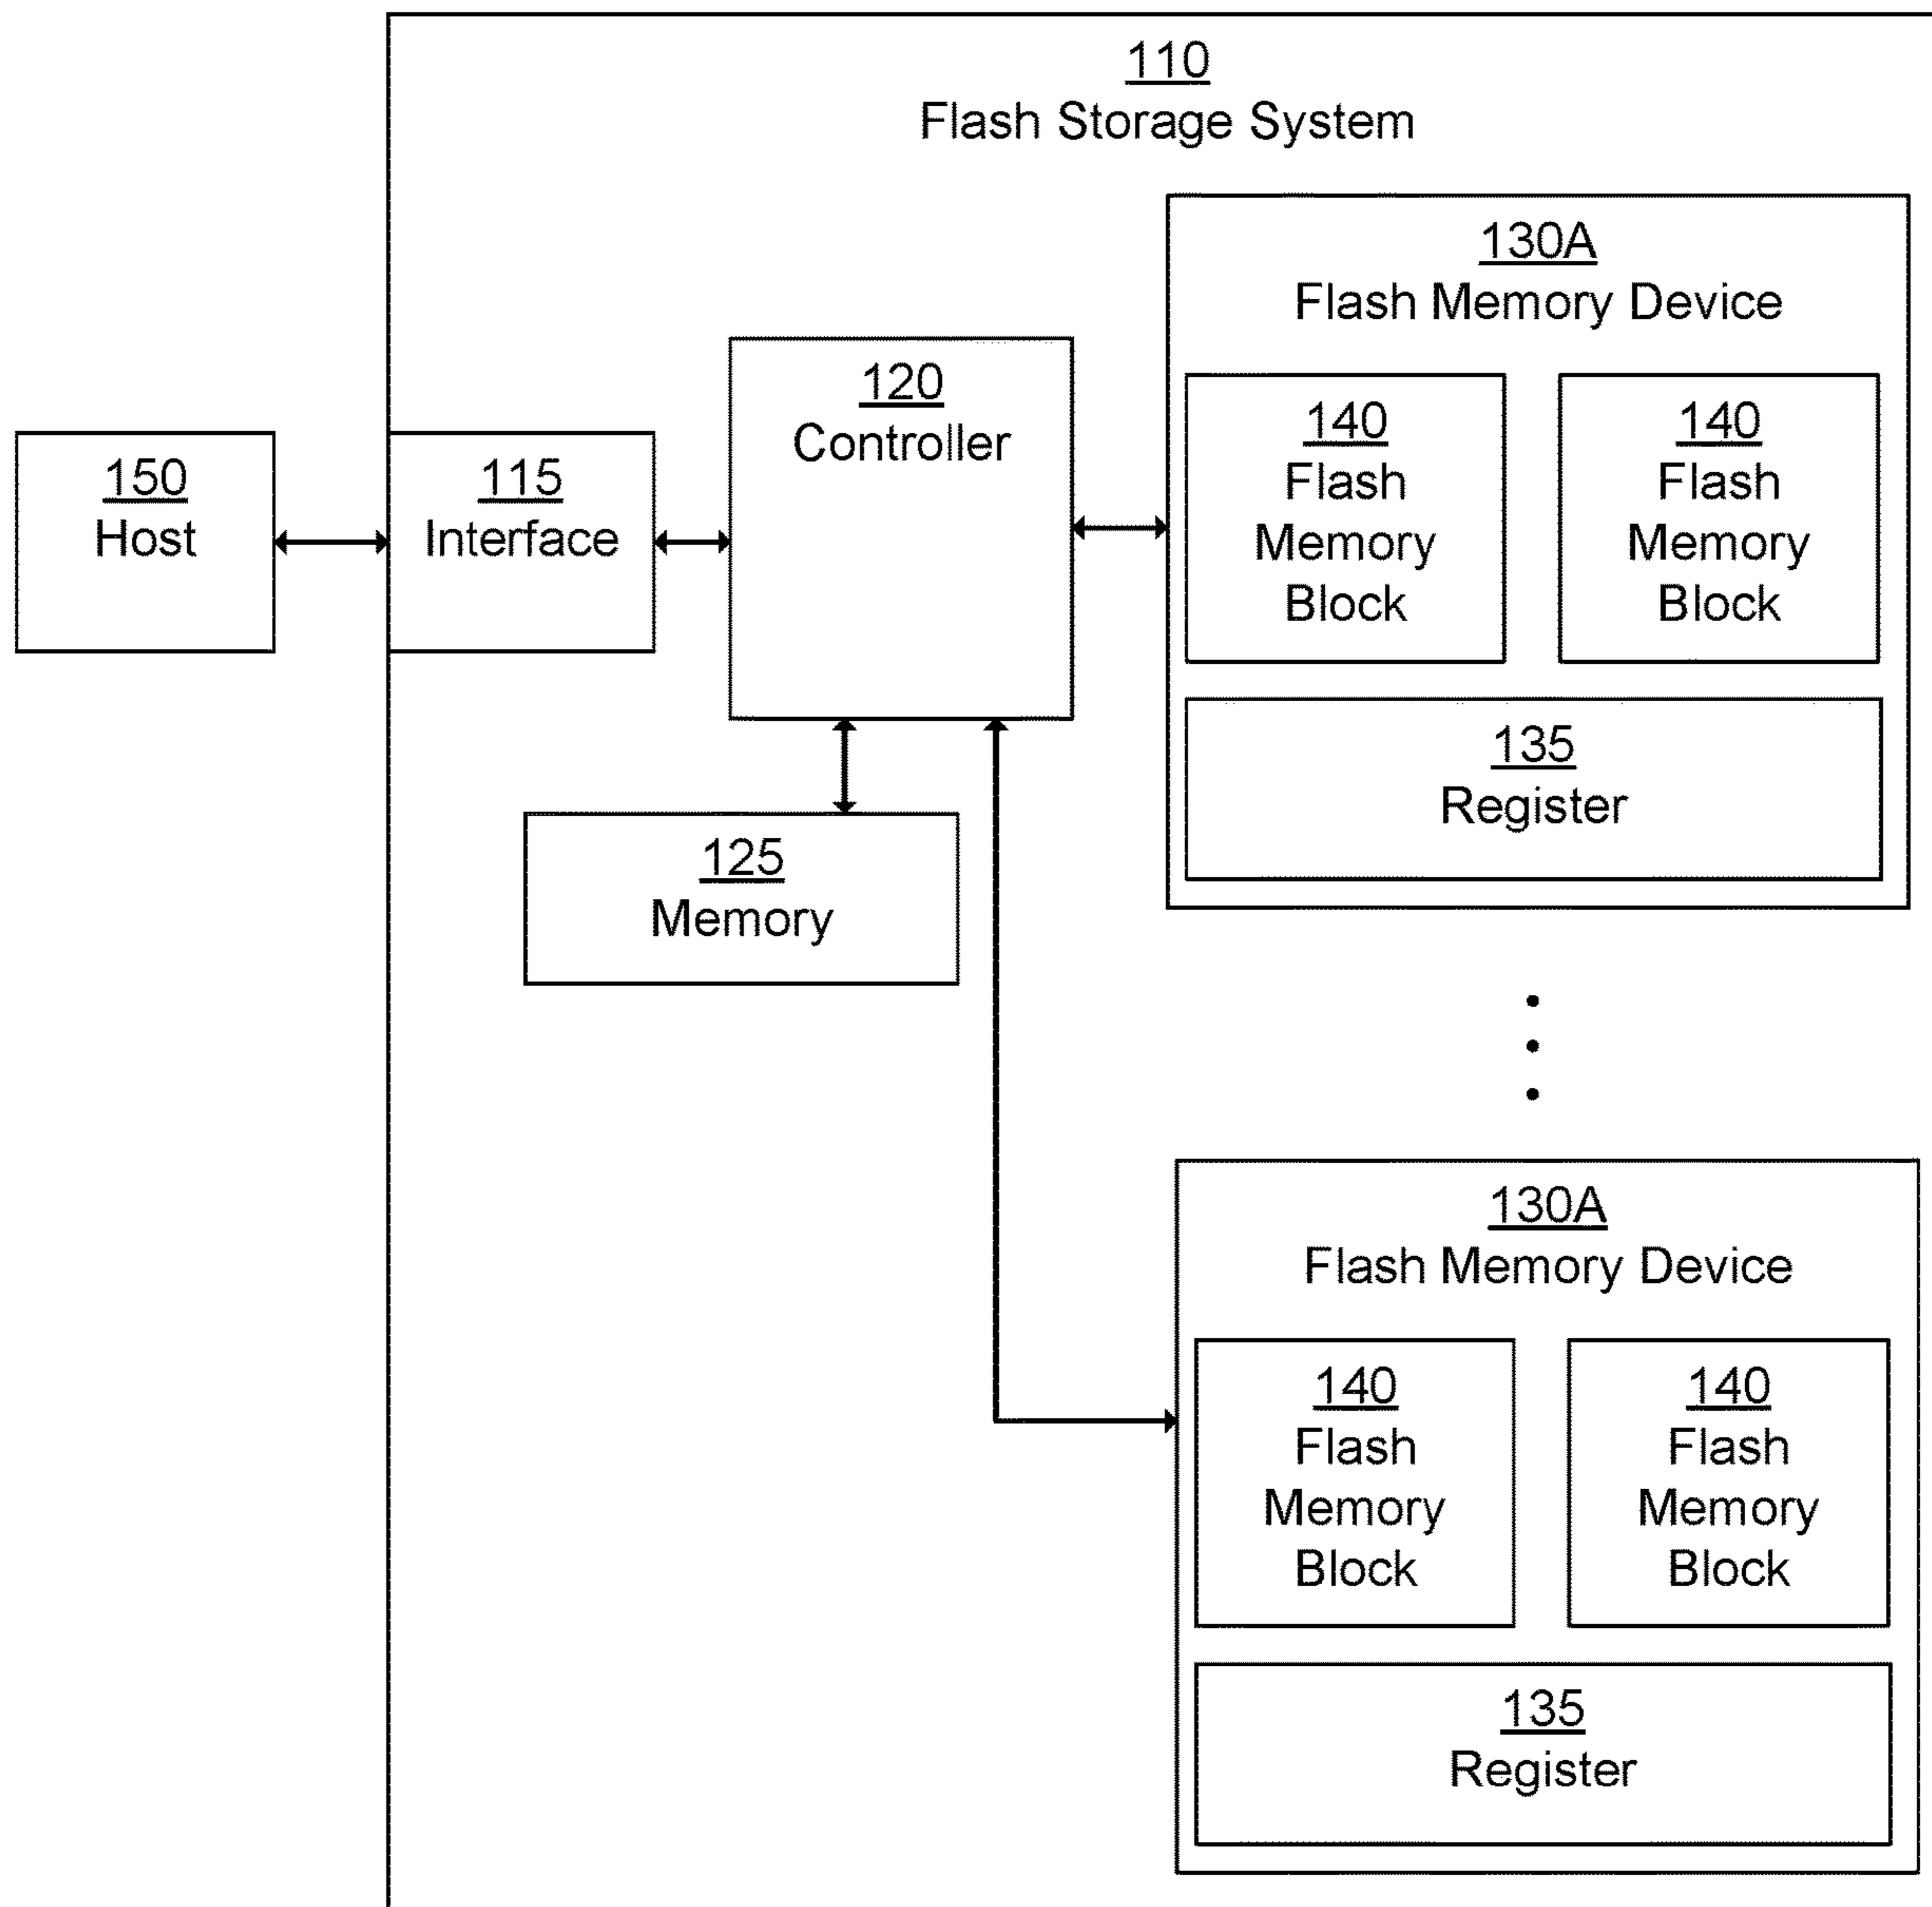 110
Flash Storage System
130A
Flash Memory Device
120
Controller
140
Flash
Memory
Block
140
Flash
Memory
Block
150
Host
115
Interface
135
Register
125
Memory
130A
Flash Memory Device
140
Flash
Memory
Block
140
Flash
Memory
Block
135
Register